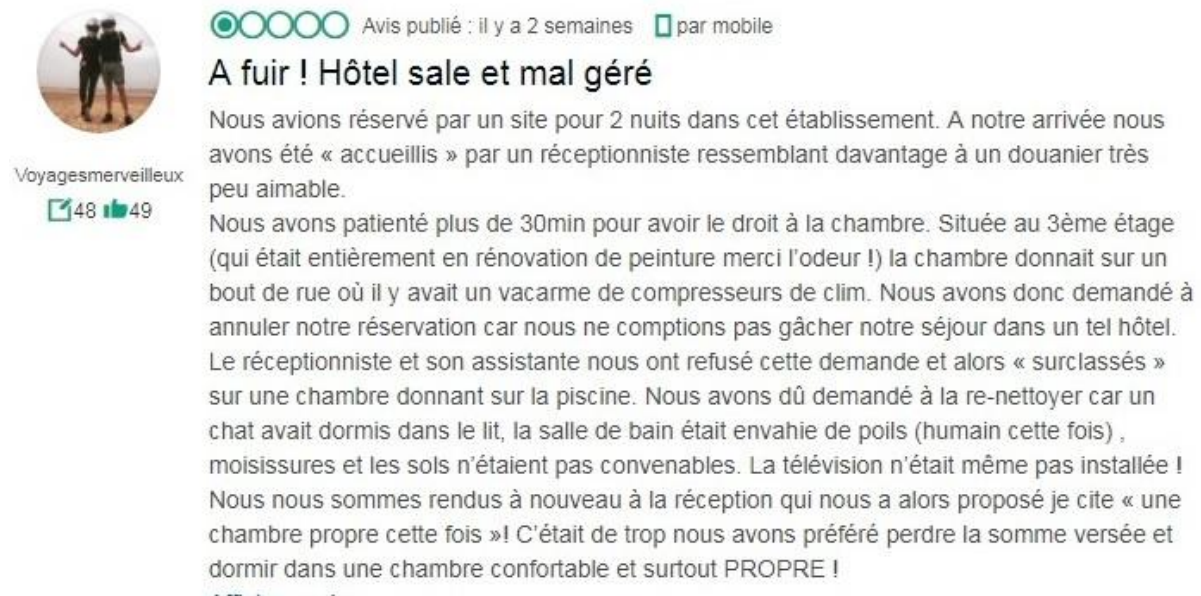 Avis publié : il y a 2 semaines par mobile
A fuir ! Hôtel sale et mal géré
Nous avions réservé par un site pour 2 nuits dans cet établissement. A notre arrivée nous
avons été « accueillis » par un réceptionniste ressemblant davantage à un douanier très
peu aimable.
Nous avons patienté plus de 30min pour avoir le droit à la chambre. Située au 3ème étage
(qui était entièrement en rénovation de peinture merci l'odeur !) la chambre donnait sur un
bout de rue où il y avait un vacarme de compresseurs de clim. Nous avons donc demandé à
annuler notre réservation car nous ne comptions pas gâcher notre séjour dans un tel hôtel.
Le réceptionniste et son assistante nous ont refusé cette demande et alors « surclassés »
sur une chambre donnant sur la piscine. Nous avons dû demandé à la re-nettoyer car un
chat avait dormis dans le lit, la salle de bain était envahie de poils (humain cette fois) ,
moisissures et les sols n'étaient pas convenables. La télévision n'était même pas installée !
Nous nous sommes rendus à nouveau à la réception qui nous a alors proposé je cite « une
chambre propre cette fois »! C'était de trop nous avons préféré perdre la somme versée et
dormir dans une chambre confortable et surtout PROPRE !
Voyagesmerveilleux
48 49